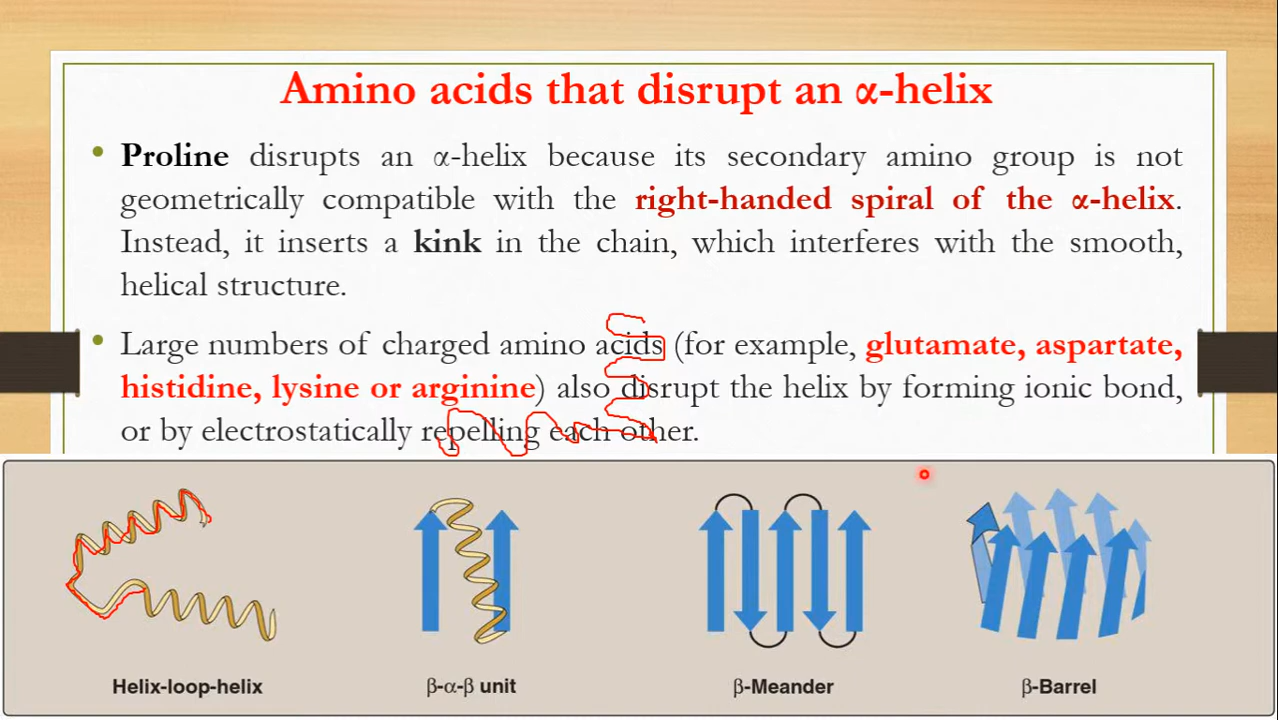 Amino acids that disrupt an α-helix
• Proline disrupts an α-helix because its secondary amino group is not
geometrically compatible with the right-handed spiral of the α-helix.
Instead, it inserts a kink in the chain, which interferes with the smooth,
helical structure.
• Large numbers of charged amino acids (for example, glutamate, aspartate,
histidine, lysine or arginine) also disrupt the helix by forming ionic bond,
or by electrostatically repelling each other.
Helix-loop-helix
β-α-β unit
β-Meander
β-Barrel